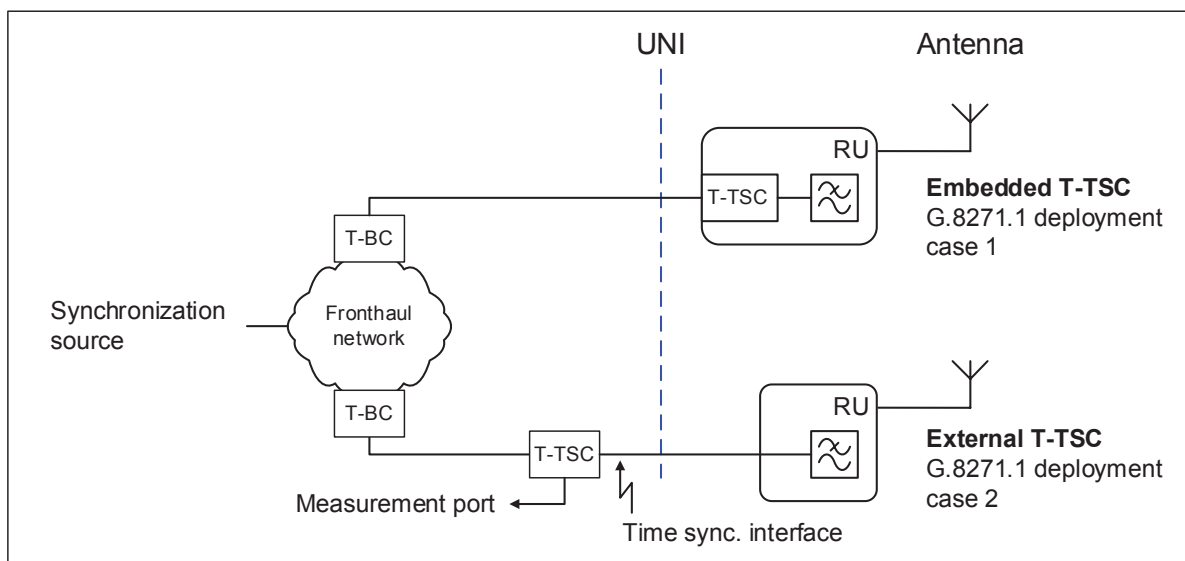 UNI
Antenna
RU
T-TSC
Embedded T-TSC
G.8271.1 deployment
case 1
T-BC
Synchronization
source
Fronthaul
network
T-BC
RU
T-TSC
External T-TSC
G.8271.1 deployment
case 2
Measurement port
Time sync. interface